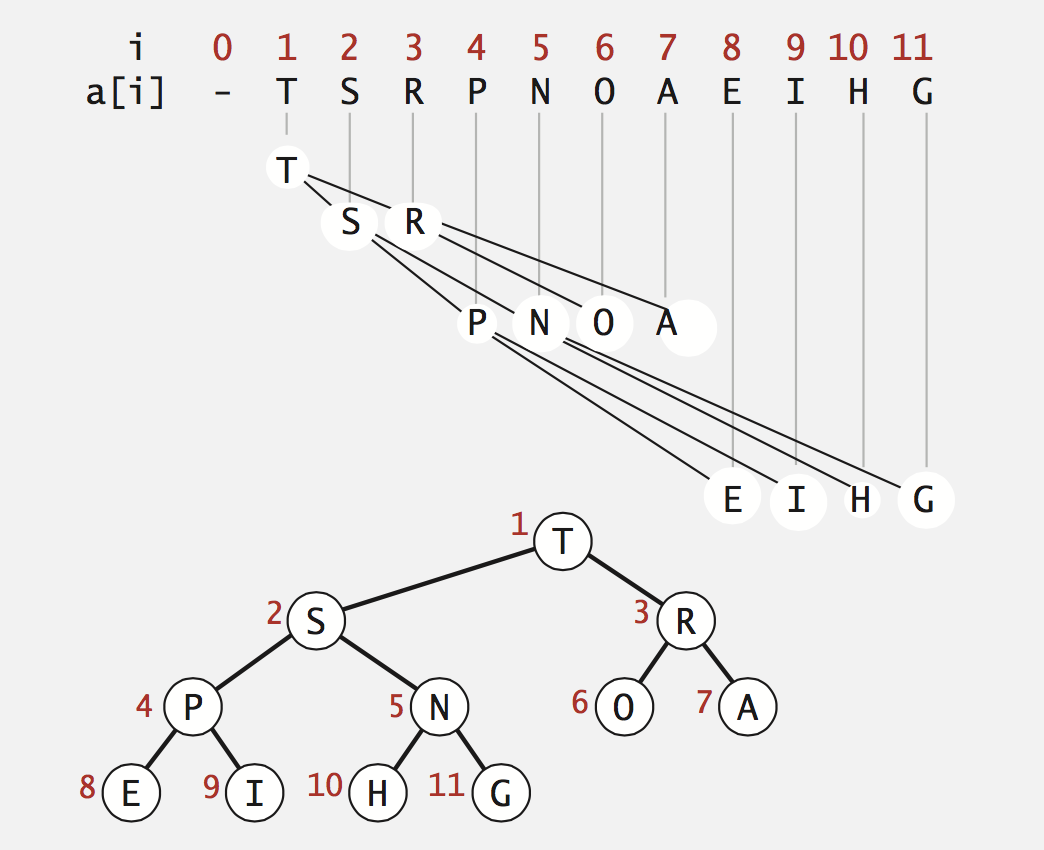 i 0 1 2 3 4 5 6 7 8 9 10 11
a[i] – T S R P N O A E I H G
T
S R
P N O A
E I H G
1 T
2 S 3 R
4 P 5 N 6 O 7 A
8 E 9 I 10 H 11 G